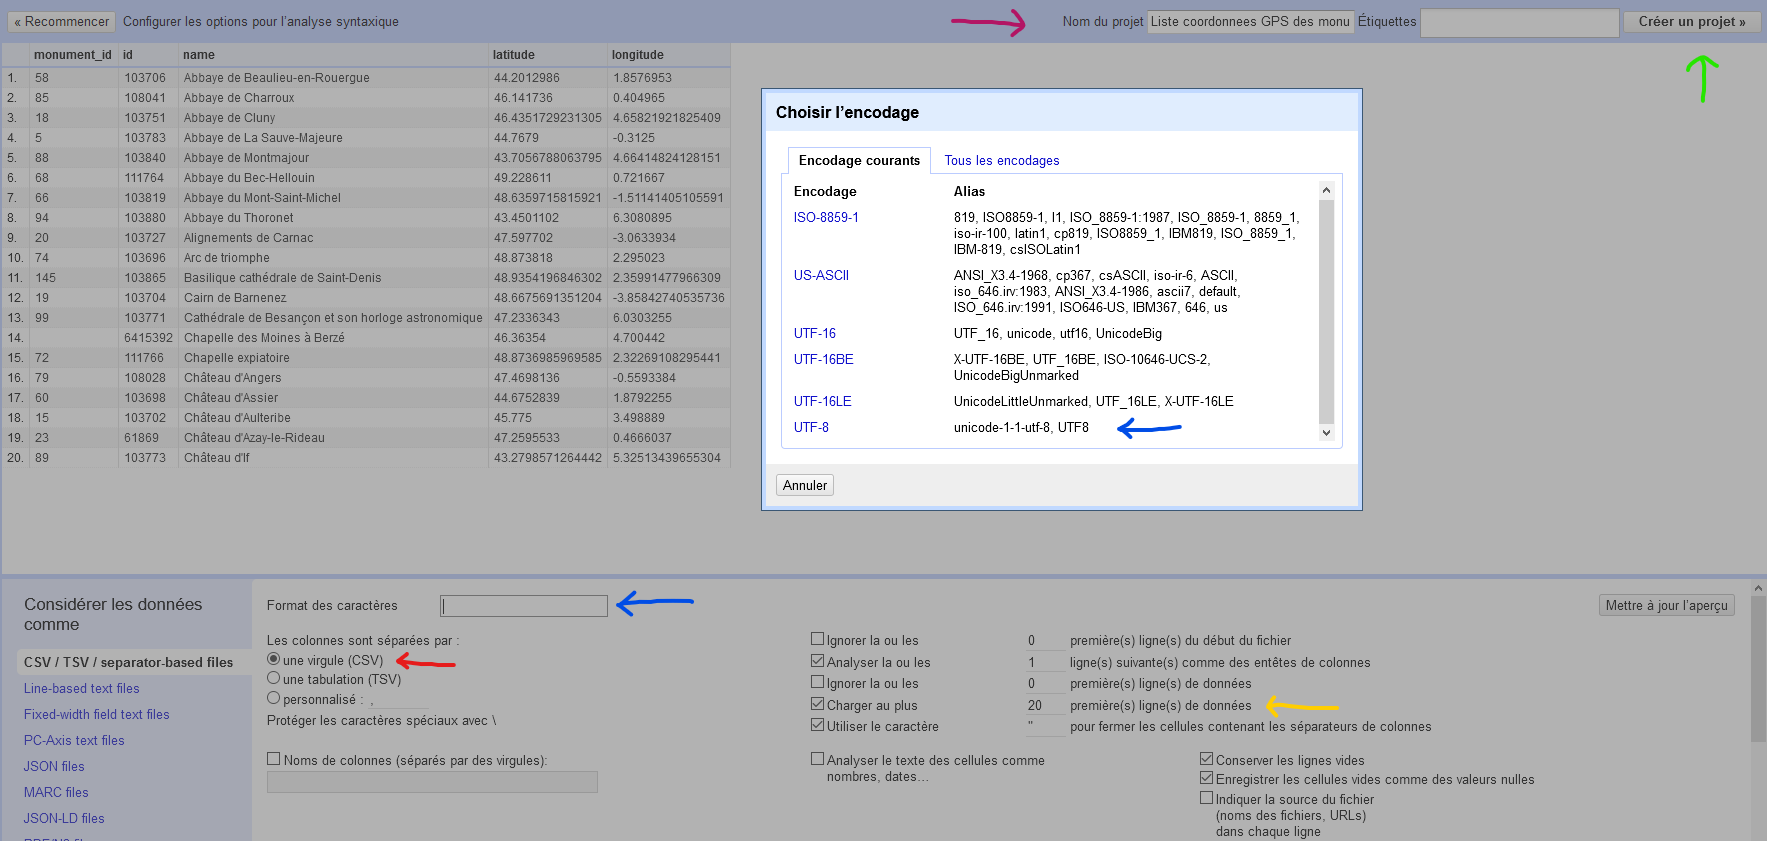 « Recommencer Configurer les options pour l'analyse syntaxique Nom du projet Liste coordonnees GPS des monu Étiquettes Créer un projet »
monument_id id name latitude longitude
1. 58 103706 Abbaye de Beaulieu-en-Rouergue 44.2012986 1.8576953
2. 85 108041 Abbaye de Charroux 46.141736 0.404965
3. 18 103751 Abbaye de Cluny 46.4351729231305 4.65821921825409
4. 5 103783 Abbaye de La Sauve-Majeure 44.7679 -0.3125
5. 88 103840 Abbaye de Montmajour 43.7056788063795 4.66414824128151
6. 68 111764 Abbaye du Bec-Hellouin 49.228611 0.721667
7. 66 103819 Abbaye du Mont-Saint-Michel 48.6359715815921 -1.51141405105591
8. 94 103880 Abbaye du Thoronet 43.4501102 6.3080895
9. 20 103727 Alignements de Carnac 47.597702 -3.0633934
10. 74 103696 Arc de triomphe 48.873818 2.295023
11. 145 103865 Basilique cathédrale de Saint-Denis 48.9354196846302 2.35991477966309
12. 19 103704 Cairn de Barnenez 48.6675691351204 -3.85842740535736
13. 99 103771 Cathédrale de Besançon et son horloge astronomique 47.2336343 6.0303255
14. 6415392 Chapelle des Moines à Berzé 46.36354 4.700442
15. 72 111766 Chapelle expiatoire 48.8736985969585 2.32269108295441
16. 79 108028 Château d'Angers 47.4698136 -0.5593384
17. 60 103698 Château d'Assier 44.6752839 1.8792255
18. 15 103702 Château d'Aulteribe 45.775 3.498889
19. 23 61869 Château d'Azay-le-Rideau 47.2595533 0.4666037
20. 89 103773 Château d'If 43.2798571264442 5.32513439655304
Choisir l'encodage
Encodage courants Tous les encodages
Encodage Alias
ISO-8859-1 819, ISO8859-1, l1, ISO_8859-1:1987, ISO_8859-1, 8859_1,
iso-ir-100, latin1, cp819, ISO8859_1, IBM819, ISO_8859_1,
IBM-819, csISOLatin1
US-ASCII ANSI_X3.4-1968, cp367, csASCII, iso-ir-6, ASCII,
iso_646.irv:1983, ANSI_X3.4-1986, ascii7, default,
ISO_646.irv:1991, ISO646-US, IBM367, 646, us
UTF-16 UTF_16, unicode, utf16, UnicodeBig
UTF-16BE X-UTF-16BE, UTF_16BE, ISO-10646-UCS-2,
UnicodeBigUnmarked
UTF-16LE UnicodeLittleUnmarked, UTF_16LE, X-UTF-16LE
UTF-8 unicode-1-1-utf-8, UTF8
Annuler
Considérer les données
comme
CSV / TSV / separator-based files
Line-based text files
Fixed-width field text files
PC-Axis text files
JSON files
MARC files
JSON-LD files
Format des caractères
Mettre à jour l'aperçu
Les colonnes sont séparées par :
une virgule (CSV)
une tabulation (TSV)
personnalisé : ,
Protéger les caractères spéciaux avec \
Noms de colonnes (séparés par des virgules):
Ignorer la ou les 0 première(s) ligne(s) du début du fichier
Analyser la ou les 1 ligne(s) suivante(s) comme des entêtes de colonnes
Ignorer la ou les 0 première(s) ligne(s) de données
Charger au plus 20 première(s) ligne(s) de données
Utiliser le caractère " pour fermer les cellules contenant les séparateurs de colonnes
Analyser le texte des cellules comme
nombres, dates...
Conserver les lignes vides
Enregistrer les cellules vides comme des valeurs nulles
Indiquer la source du fichier
(noms des fichiers, URLs)
dans chaque ligne